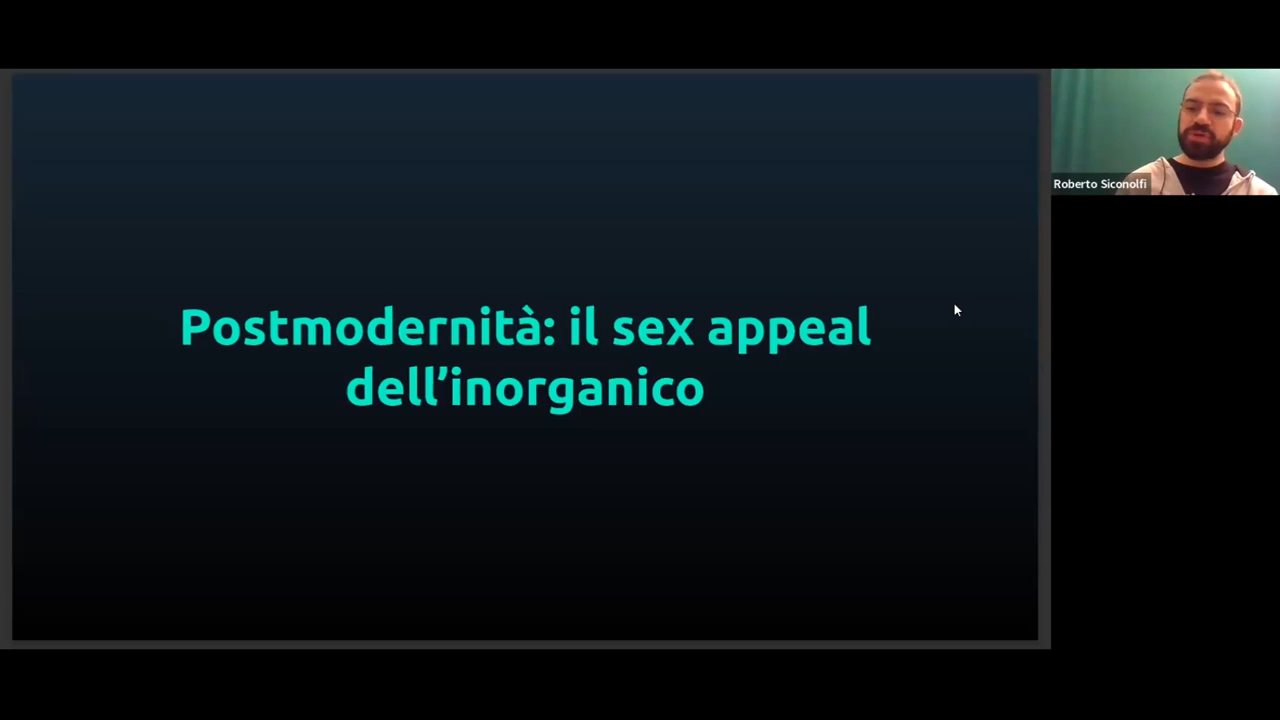 Postmodernità: il sex appeal
dell’inorganico
Roberto Siconolfi